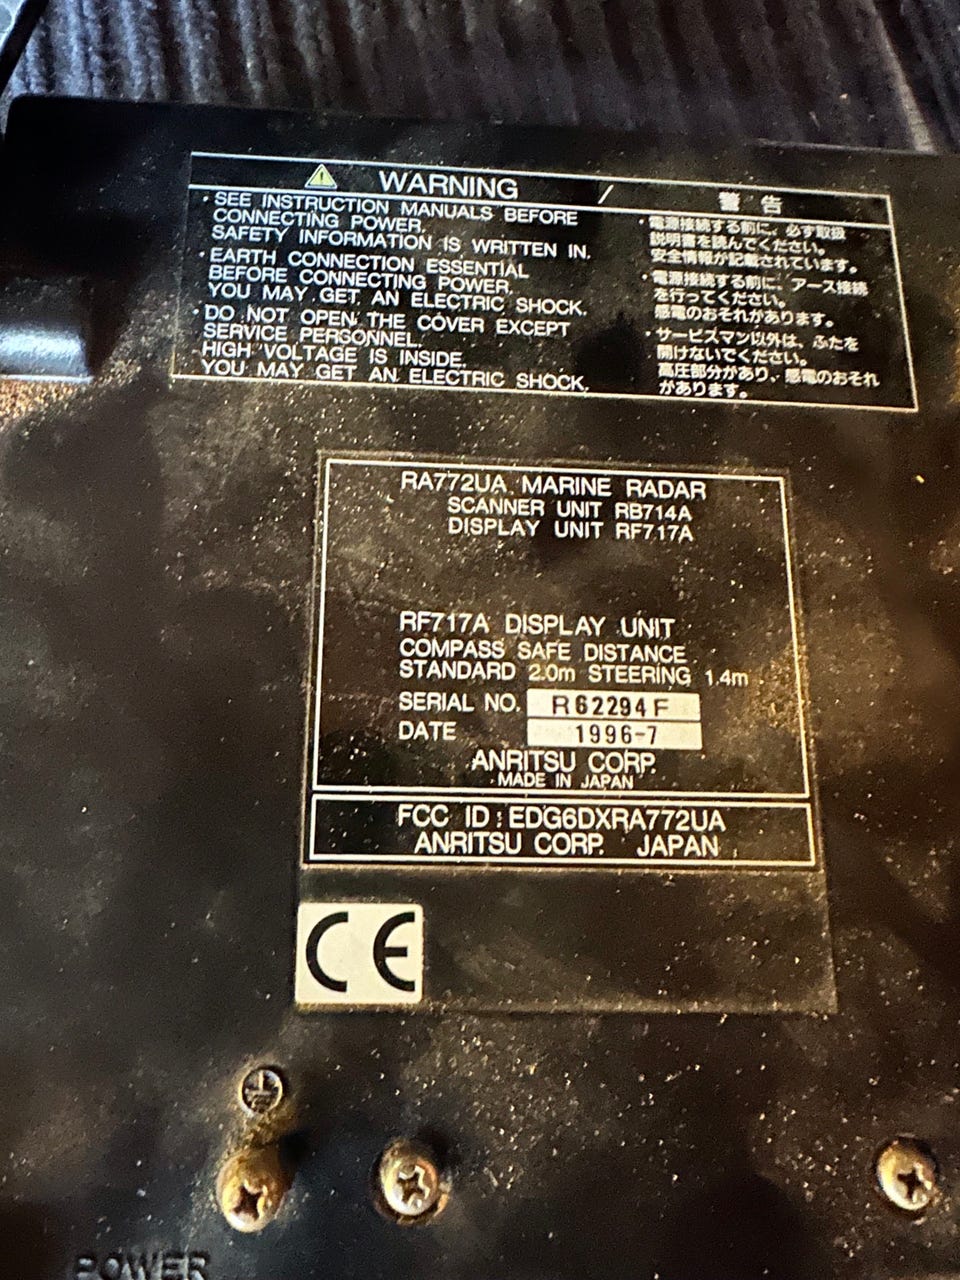 WARNING / 警告
・SEE INSTRUCTION MANUALS BEFORE
CONNECTING POWER.
SAFETY INFORMATION IS WRITTEN IN.
・EARTH CONNECTION ESSENTIAL
BEFORE CONNECTING POWER.
YOU MAY GET AN ELECTRIC SHOCK.
・DO NOT OPEN THE COVER EXCEPT
SERVICE PERSONNEL.
HIGH VOLTAGE IS INSIDE.
YOU MAY GET AN ELECTRIC SHOCK.
・電源接続する前に、必ず取扱
説明書を読んでください。
安全情報が記載されています。
・電源接続する前に、アース接続
を行ってください。
感電のおそれがあります。
・サービスマン以外は、ふたを
開けないでください。
高圧部分があり、感電のおそれ
があります。
RA772UA MARINE RADAR
SCANNER UNIT RB714A
DISPLAY UNIT RF717A
RF717A DISPLAY UNIT
COMPASS SAFE DISTANCE
STANDARD 2.0m STEERING 1.4m
SERIAL NO. R62294F
DATE 1996-7
ANRITSU CORP.
MADE IN JAPAN
FCC ID : EDG6DXRA772UA
ANRITSU CORP. JAPAN
CE
POWER